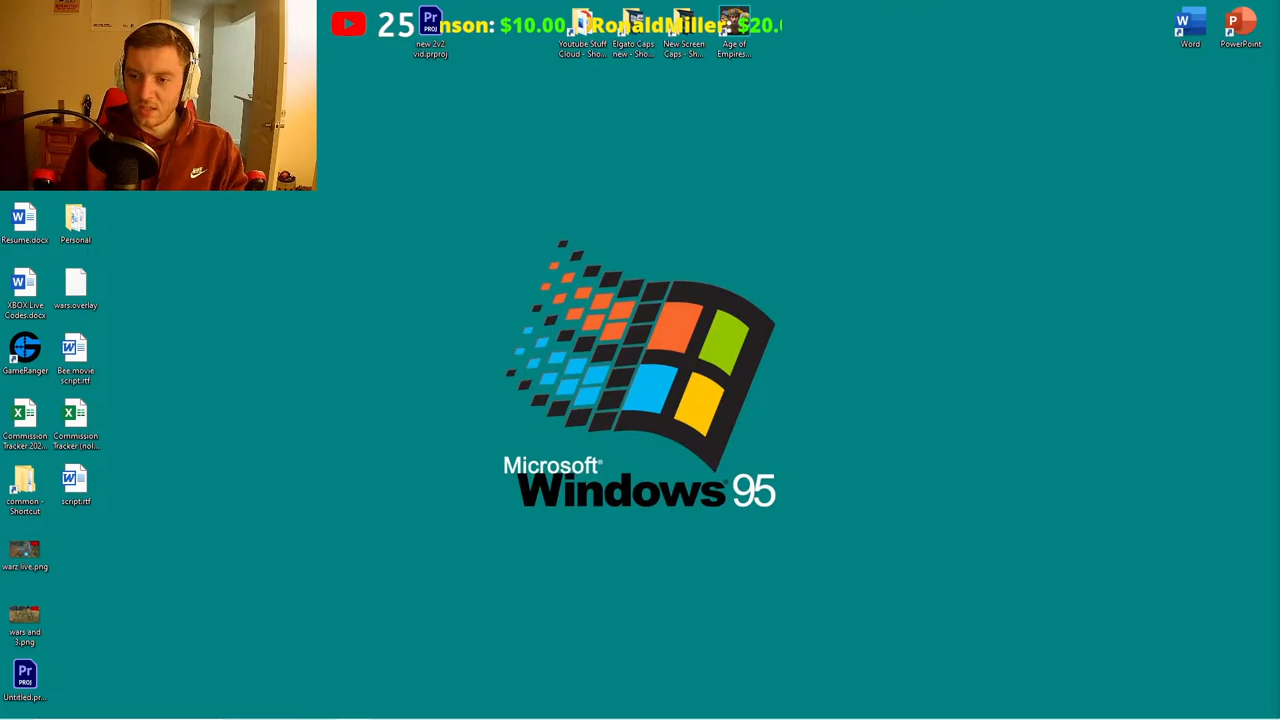 25
nson: $10.00
RonaldMiller: $20.
new 2v2
vid.prproj
Youtube Stuff
Cloud - Sho...
Elgato Caps
new - Sho...
New Screen
Caps - Sh...
Age of
Empires...
Word
PowerPoint
Resume.docx
Personal
XBOX Live
Codes.docx
wars.overlay
GameRanger
Bee movie
script.rtf
Commission
Tracker 202...
Commission
Tracker (nol...
common -
Shortcut
script.rtf
warz live.png
wars and
3.png
Pr
PROJ
Untitled.pr...
Microsoft®
Windows 95